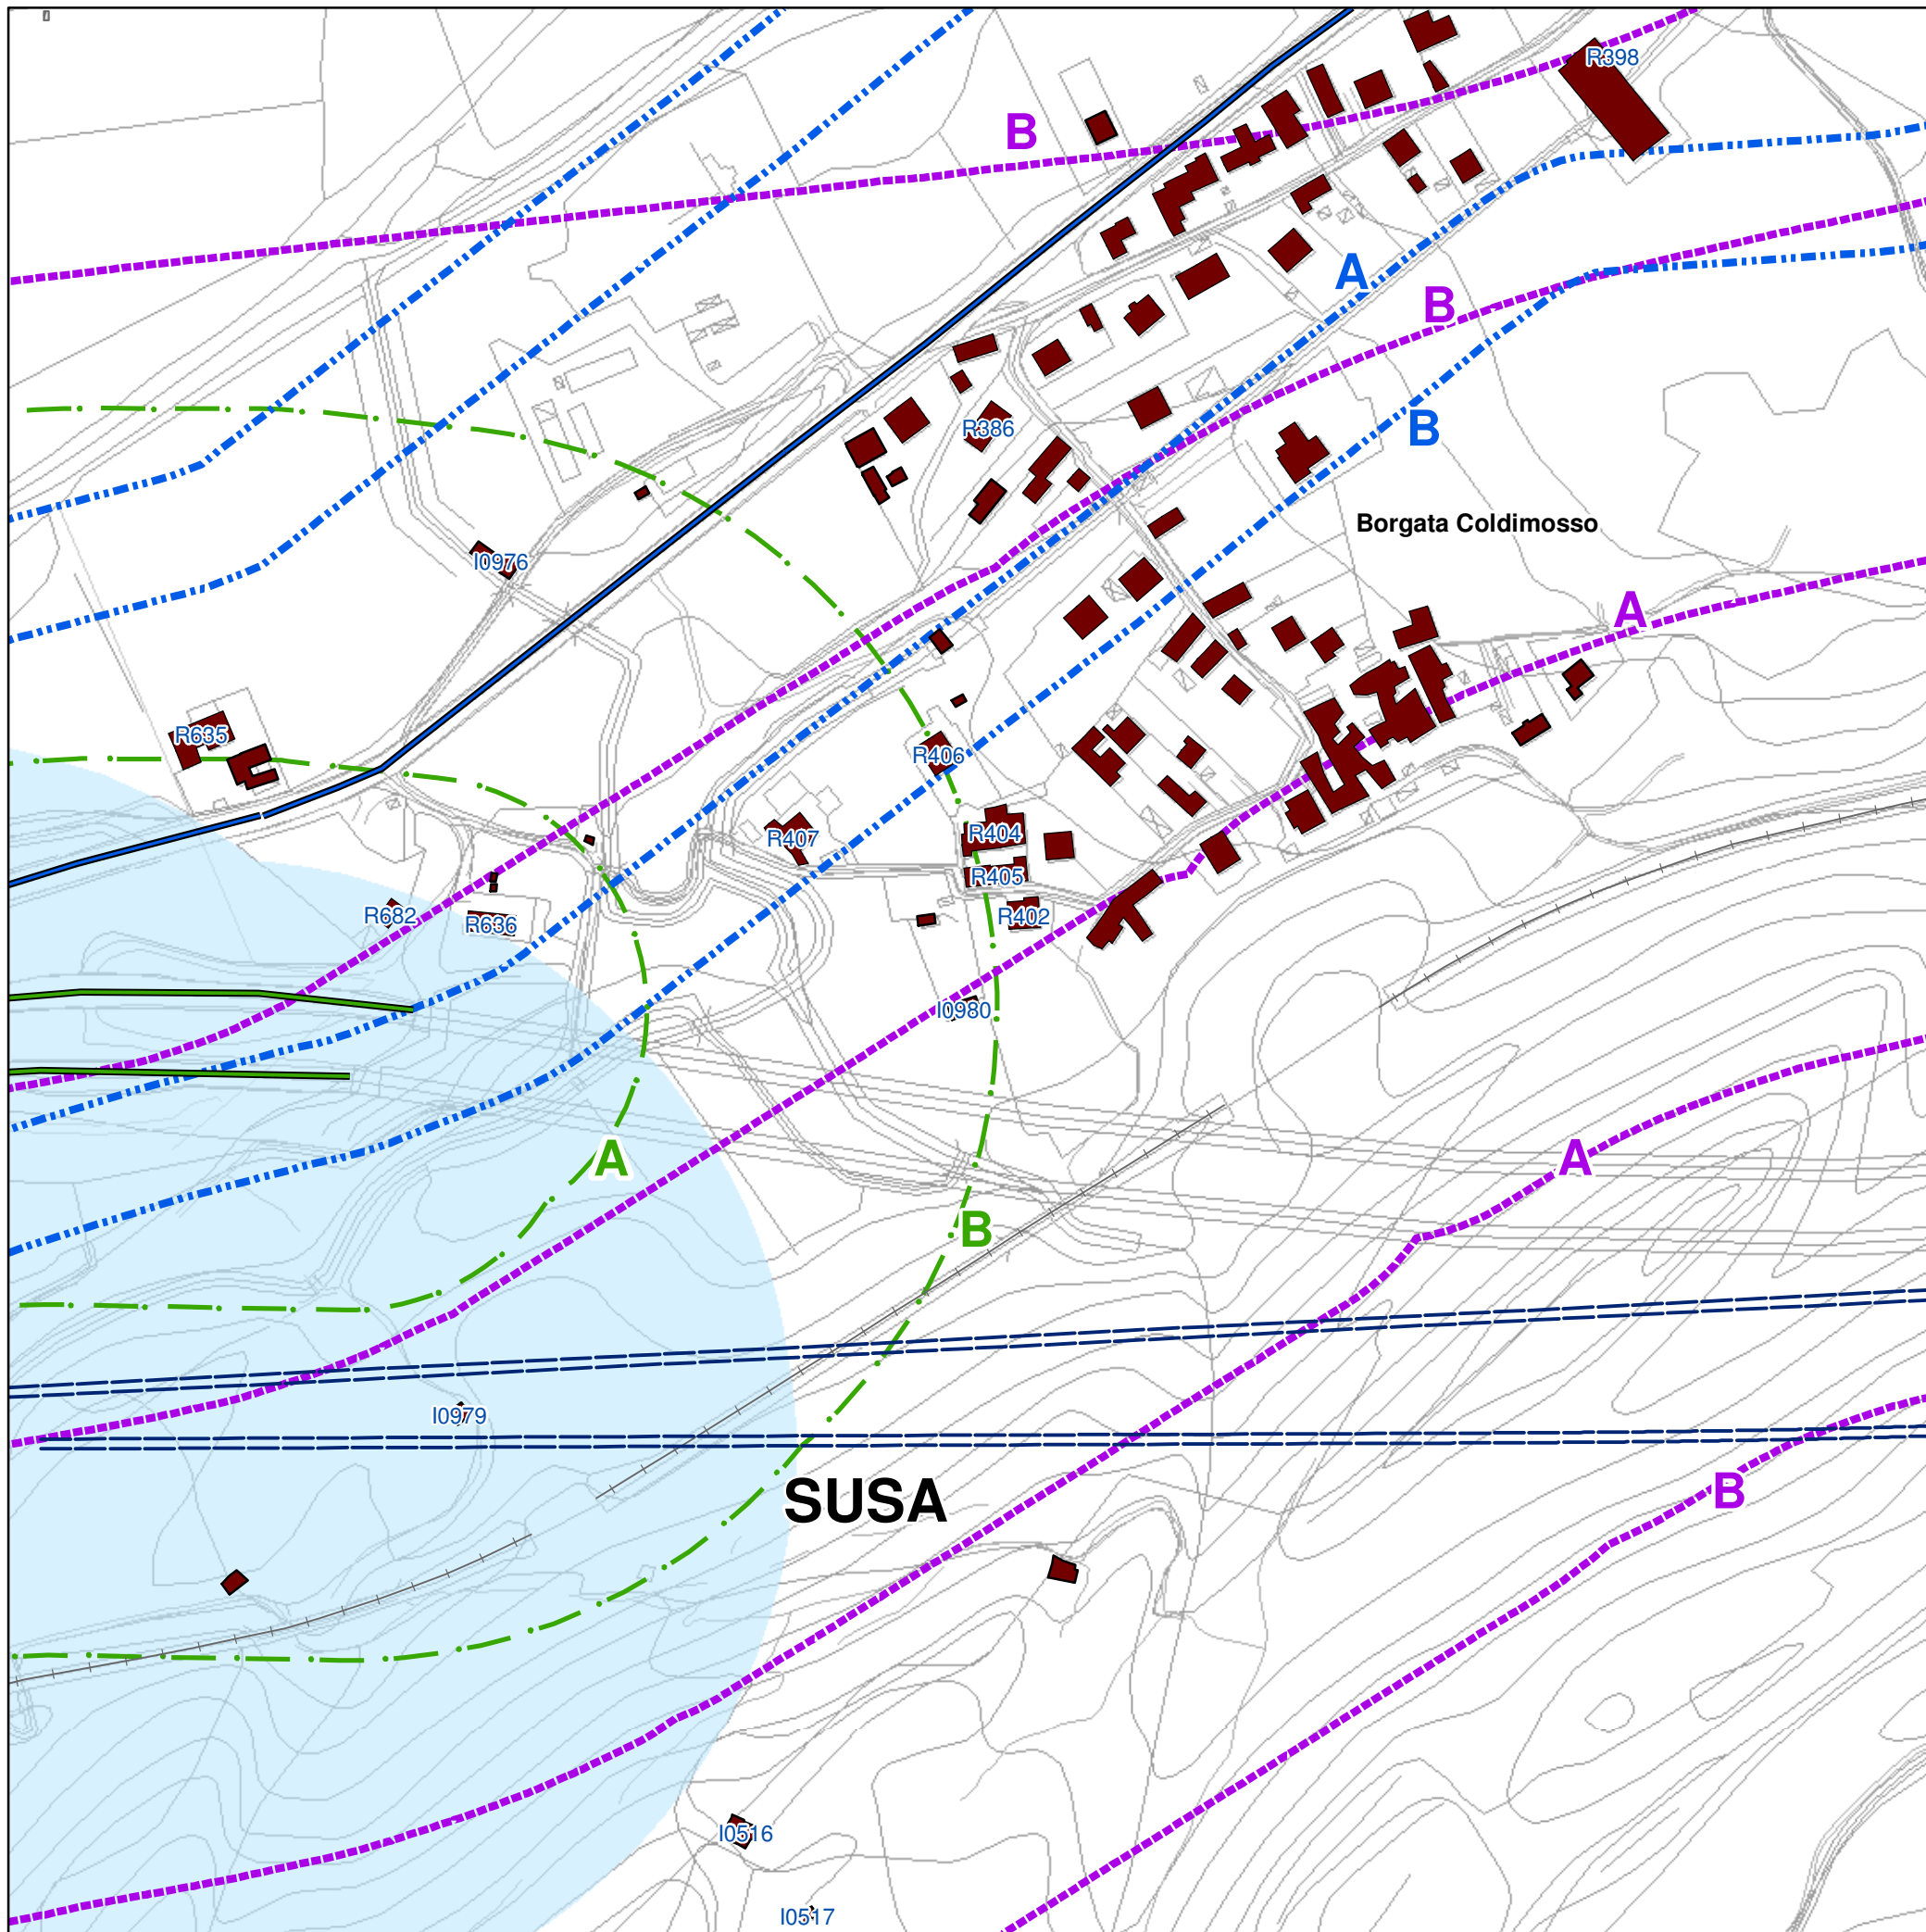 R398
B
A
B
R386
B
Borgata Coldimosso
I0976
A
R635
R406
R407
R404
R405
R682
R636
R402
I0980
A
A
B
I0979
B
SUSA
I0516
I0517